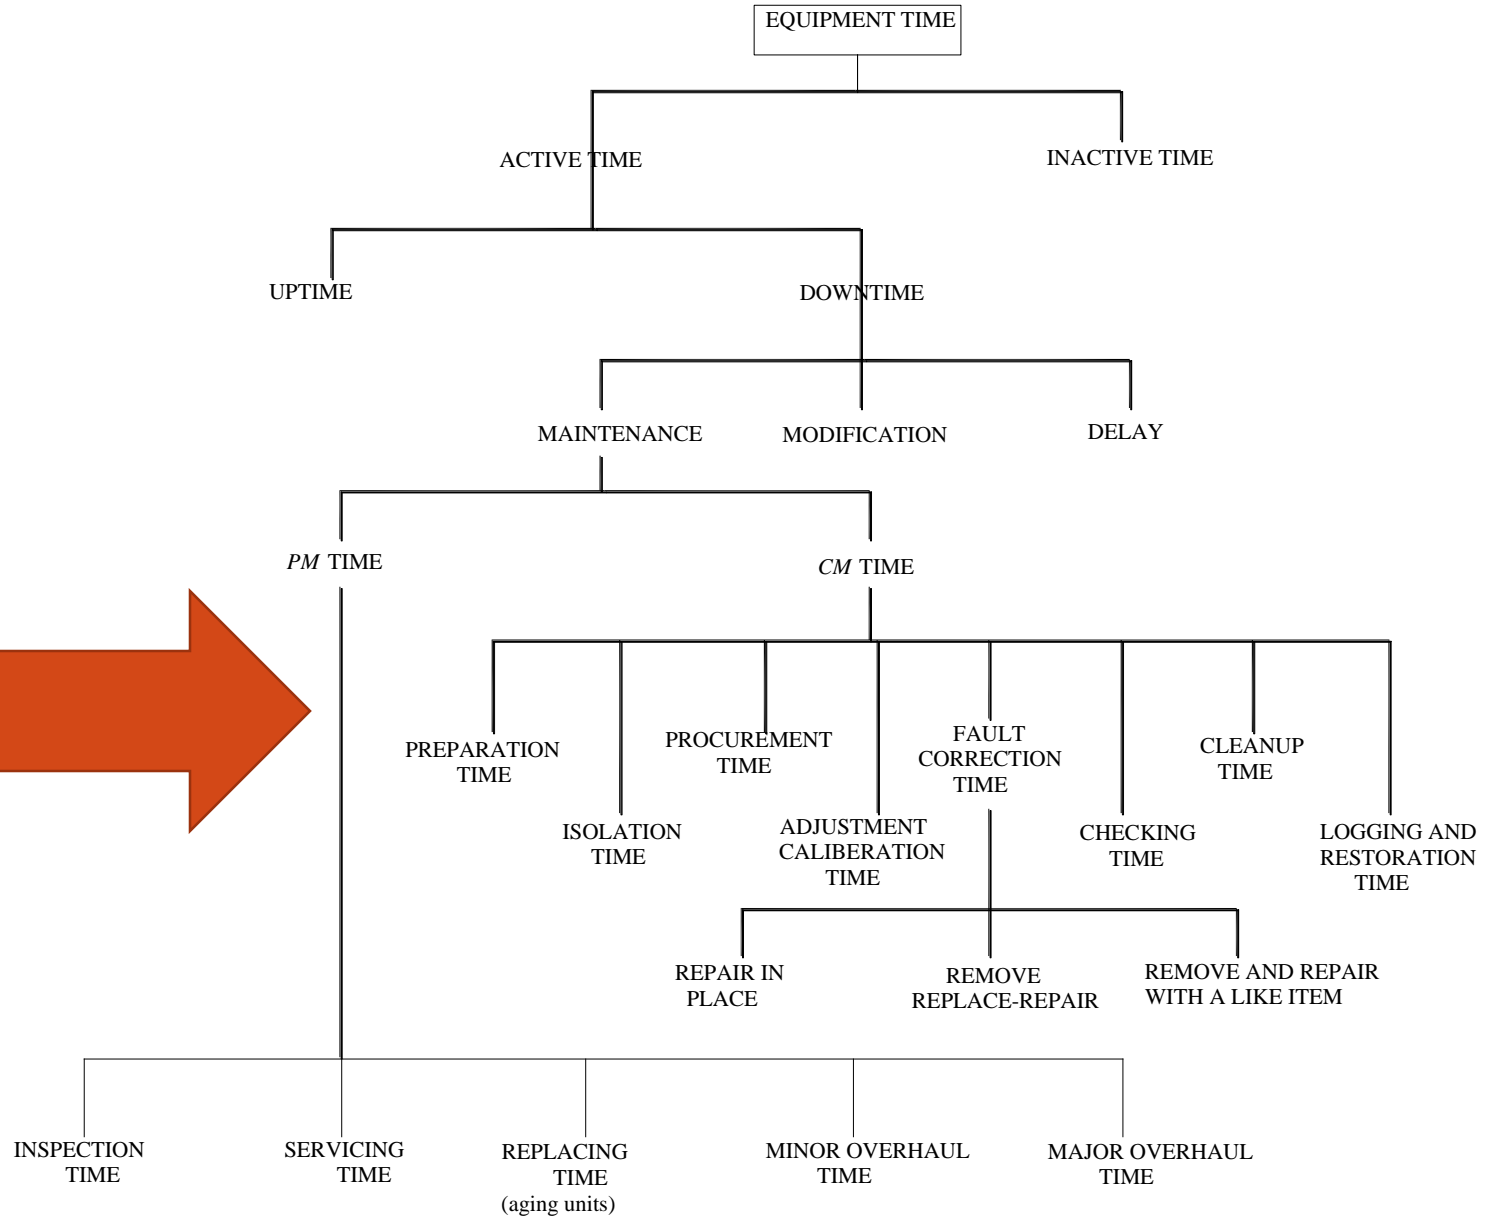 EQUIPMENT TIME
ACTIVE TIME
INACTIVE TIME
UPTIME
DOWNTIME
MAINTENANCE
MODIFICATION
DELAY
PM TIME
CM TIME
PREPARATION
TIME
ISOLATION
TIME
PROCUREMENT
TIME
ADJUSTMENT
CALIBERATION
TIME
FAULT
CORRECTION
TIME
CHECKING
TIME
CLEANUP
TIME
LOGGING AND
RESTORATION
TIME
REPAIR IN
PLACE
REMOVE
REPLACE-REPAIR
REMOVE AND REPAIR
WITH A LIKE ITEM
INSPECTION
TIME
SERVICING
TIME
REPLACING
TIME
(aging units)
MINOR OVERHAUL
TIME
MAJOR OVERHAUL
TIME